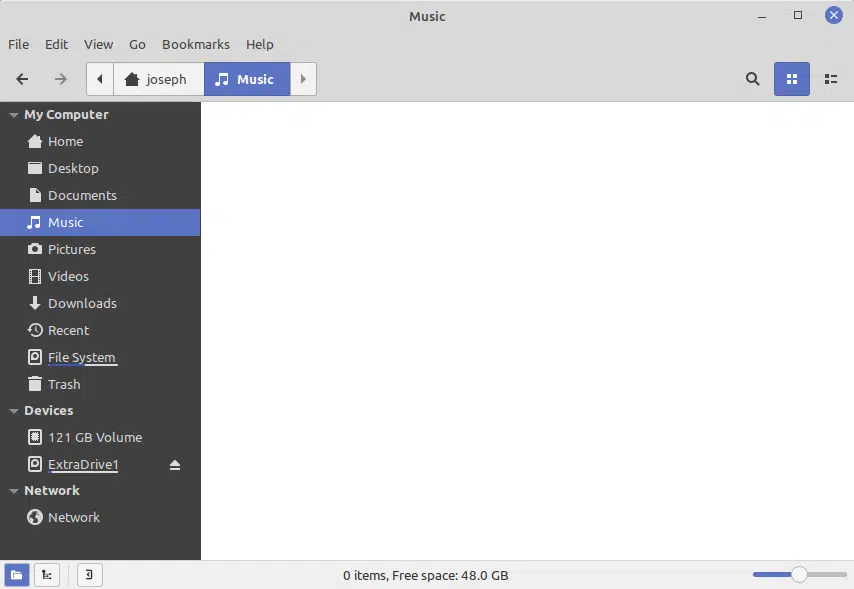 Music
File Edit View Go Bookmarks Help
joseph Music
My Computer
Home
Desktop
Documents
Music
Pictures
Videos
Downloads
Recent
File System
Trash
Devices
121 GB Volume
ExtraDrive1
Network
Network
0 items, Free space: 48.0 GB